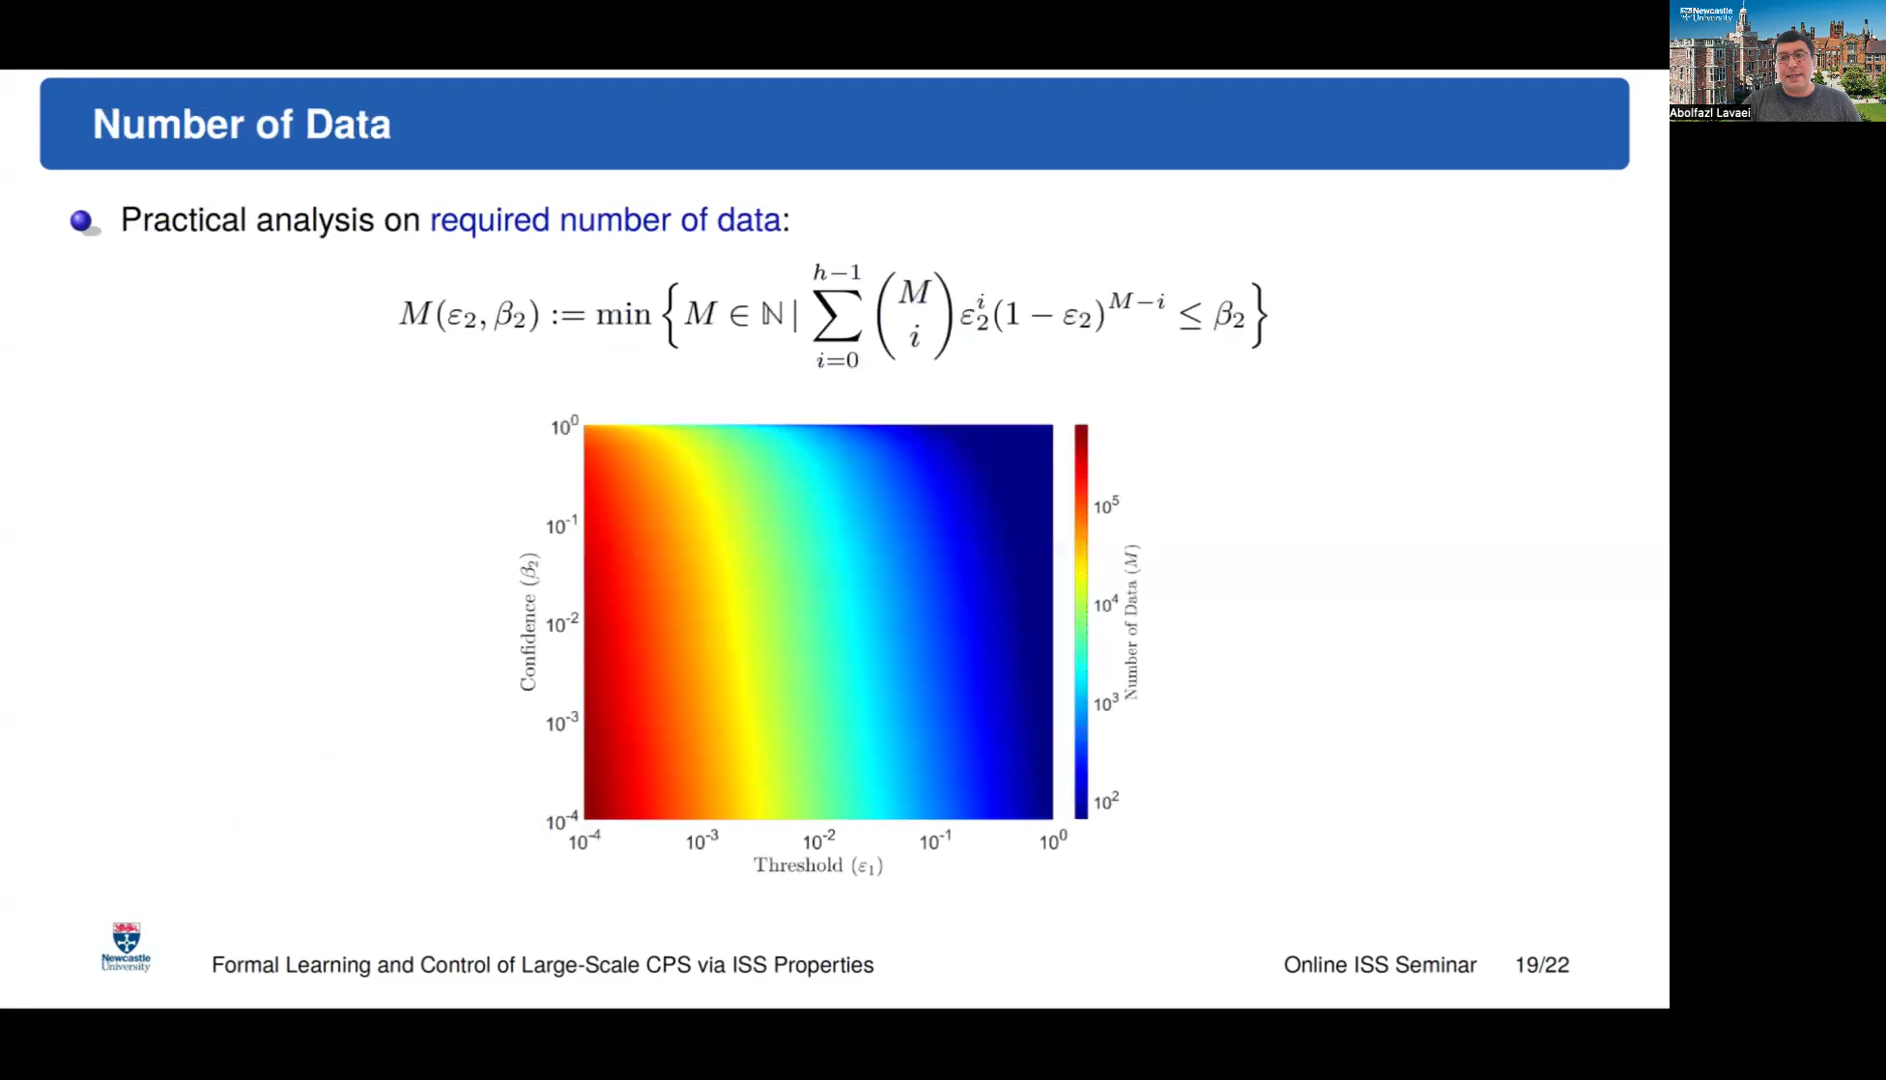 Newcastle
University
Abolfazl Lavaei
Number of Data
Practical analysis on required number of data:
M(ε₂, β₂) := min { M ∈ ℕ | ∑_{i=0}^{h−1} (M i) ε₂^i (1 − ε₂)^{M−i} ≤ β₂ }
10⁰
10⁻¹
10⁻²
10⁻³
10⁻⁴
Confidence (β₂)
10⁻⁴ 10⁻³ 10⁻² 10⁻¹ 10⁰
Threshold (ε₁)
10⁵
10⁴
10³
10²
Number of Data (M)
Newcastle
University
Formal Learning and Control of Large-Scale CPS via ISS Properties Online ISS Seminar 19/22